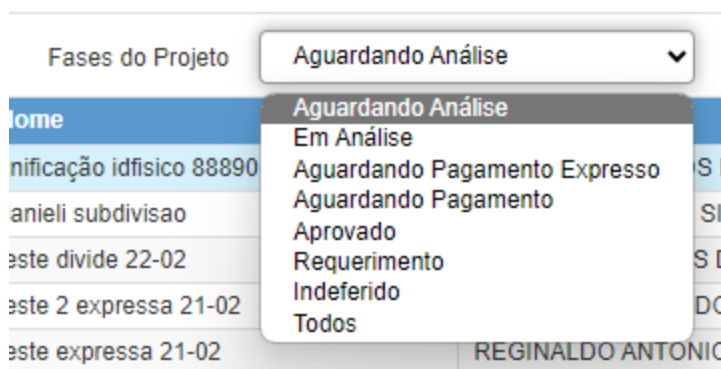 Fases do Projeto Aguardando Análise
Aguardando Análise
Em Análise
Aguardando Pagamento Expresso
Aguardando Pagamento
Aprovado
Requerimento
Indeferido
Todos
ome
nificação idfisico 88890
anieli subdivisao
este divide 22-02
este 2 expressa 21-02
este expressa 21-02 REGINALDO ANTONIO